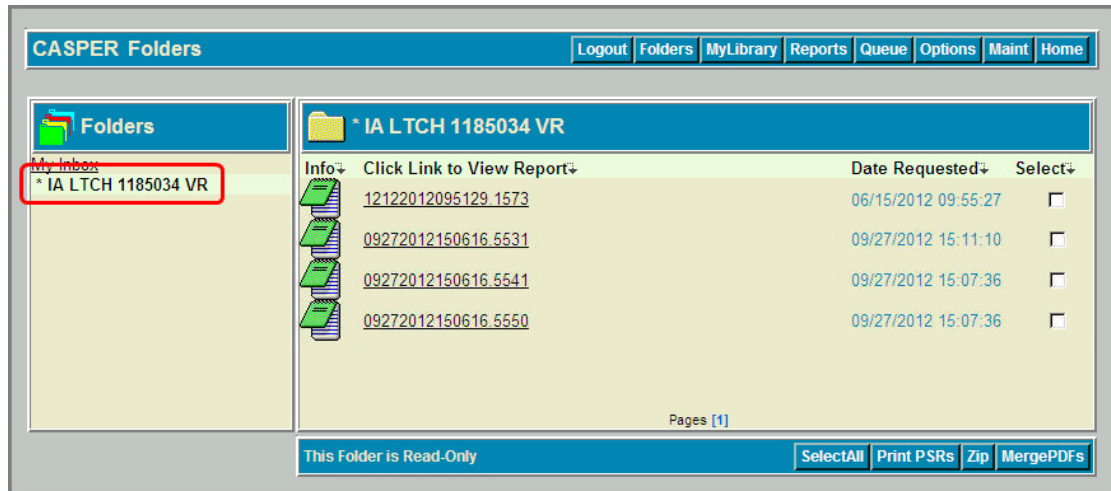 CASPER Folders
Logout Folders MyLibrary Reports Queue Options Maint Home
Folders
My Inbox
* IA LTCH 1185034 VR
* IA LTCH 1185034 VR
Info Click Link to View Report Date Requested Select
12122012095129.1573 06/15/2012 09:55:27
09272012150616.5531 09/27/2012 15:11:10
09272012150616.5541 09/27/2012 15:07:36
09272012150616.5550 09/27/2012 15:07:36
Pages [1]
This Folder is Read-Only
SelectAll Print PSRs Zip MergePDFs